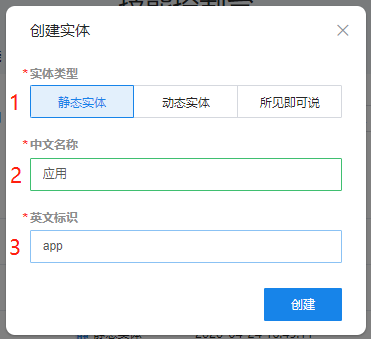 创建实体
* 实体类型
1 静态实体 动态实体 所见即可说
* 中文名称
2 应用
* 英文标识
3 app
创建